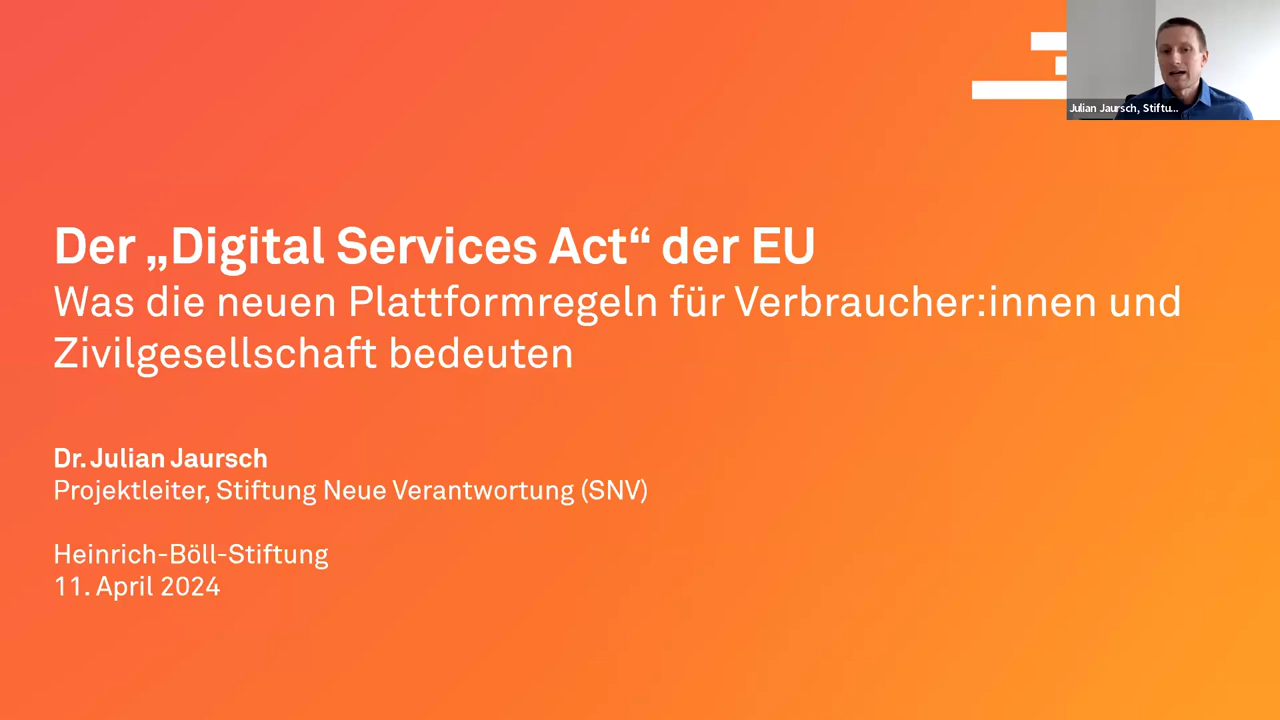 Julian Jaursch, Stiftu...
Der „Digital Services Act“ der EU
Was die neuen Plattformregeln für Verbraucher:innen und
Zivilgesellschaft bedeuten
Dr. Julian Jaursch
Projektleiter, Stiftung Neue Verantwortung (SNV)
Heinrich-Böll-Stiftung
11. April 2024